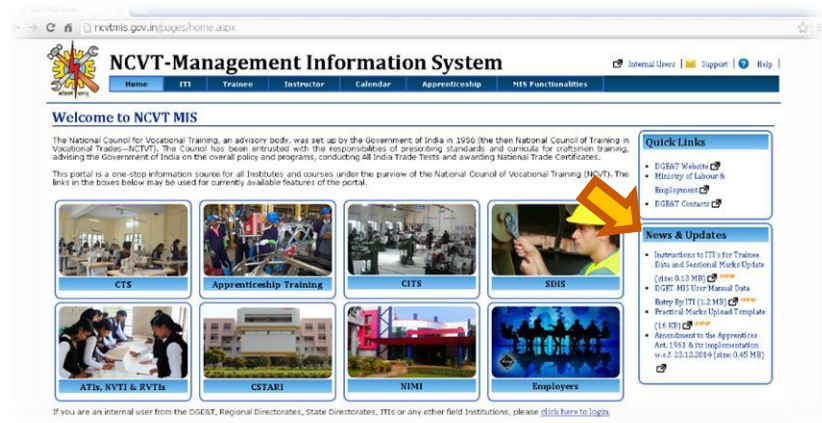 ncvtmis.gov.in/pages/home.aspx
NCVT-Management Information System
Internal Users | Support | Help |
Home ITI Trainee Instructor Calendar Apprenticeship MIS Functionalities
Welcome to NCVT MIS
The National Council for Vocational Training, an advisory body, was set up by the Government of India in 1956 (the then National Council of Training in
Vocational Trades—NCTVT). The Council has been entrusted with the responsibilities of prescribing standards and curricula for craftsmen training,
advising the Government of India on the overall policy and programs, conducting All India Trade Tests and awarding National Trade Certificates.
This portal is a one-stop information source for all Institutes and courses under the purview of the National Council of Vocational Training (NCVT). The
links in the boxes below may be used for currently available features of the portal.
CTS
Apprenticeship Training
CITS
SDIS
ATIs, NVTI & RVTIs
CSTARI
NIMI
Employers
If you are an internal user from the DGE&T, Regional Directorates, State Directorates, ITIs or any other field Institutions, please click here to login.
Quick Links
DGE&T Website
Ministry of Labour &
Employment
DGE&T Contacts
News & Updates
Instructions to ITI's for Trainee
Data and Sessional Marks Update
(size: 0.13 MB) new
DGET-MIS User Manual Data
Entry By ITI (1.2 MB) new
Practical Marks Upload Template
(16 KB) new
Amendment to the Apprentices
Act, 1961 & its implementation
w.e.f. 22.12.2014 (size: 0.45 MB)